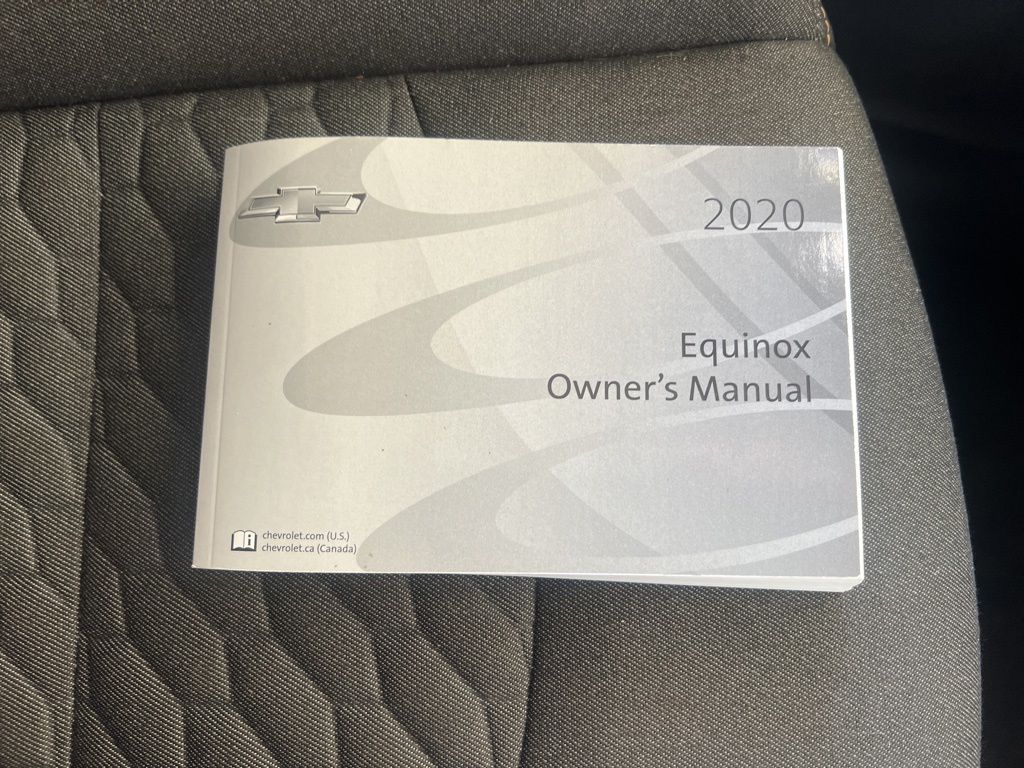 2020
Equinox
Owner's Manual
chevrolet.com (U.S.)
chevrolet.ca (Canada)